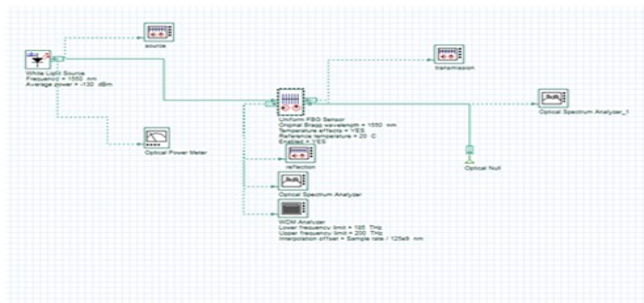 source
White Light Source
Frequency = 1550 nm
Average power = -130 dBm
Optical Power Meter
transmission
Optical Spectrum Analyzer_1
Uniform FBG Sensor
Original Bragg wavelength = 1550 nm
Temperature effects = YES
Reference temperature = 20 C
Enabled = YES
reflection
Optical Null
Optical Spectrum Analyzer
WDM Analyzer
Lower frequency limit = 185 THz
Upper frequency limit = 200 THz
Interpolation offset = Sample rate / 125e9 nm